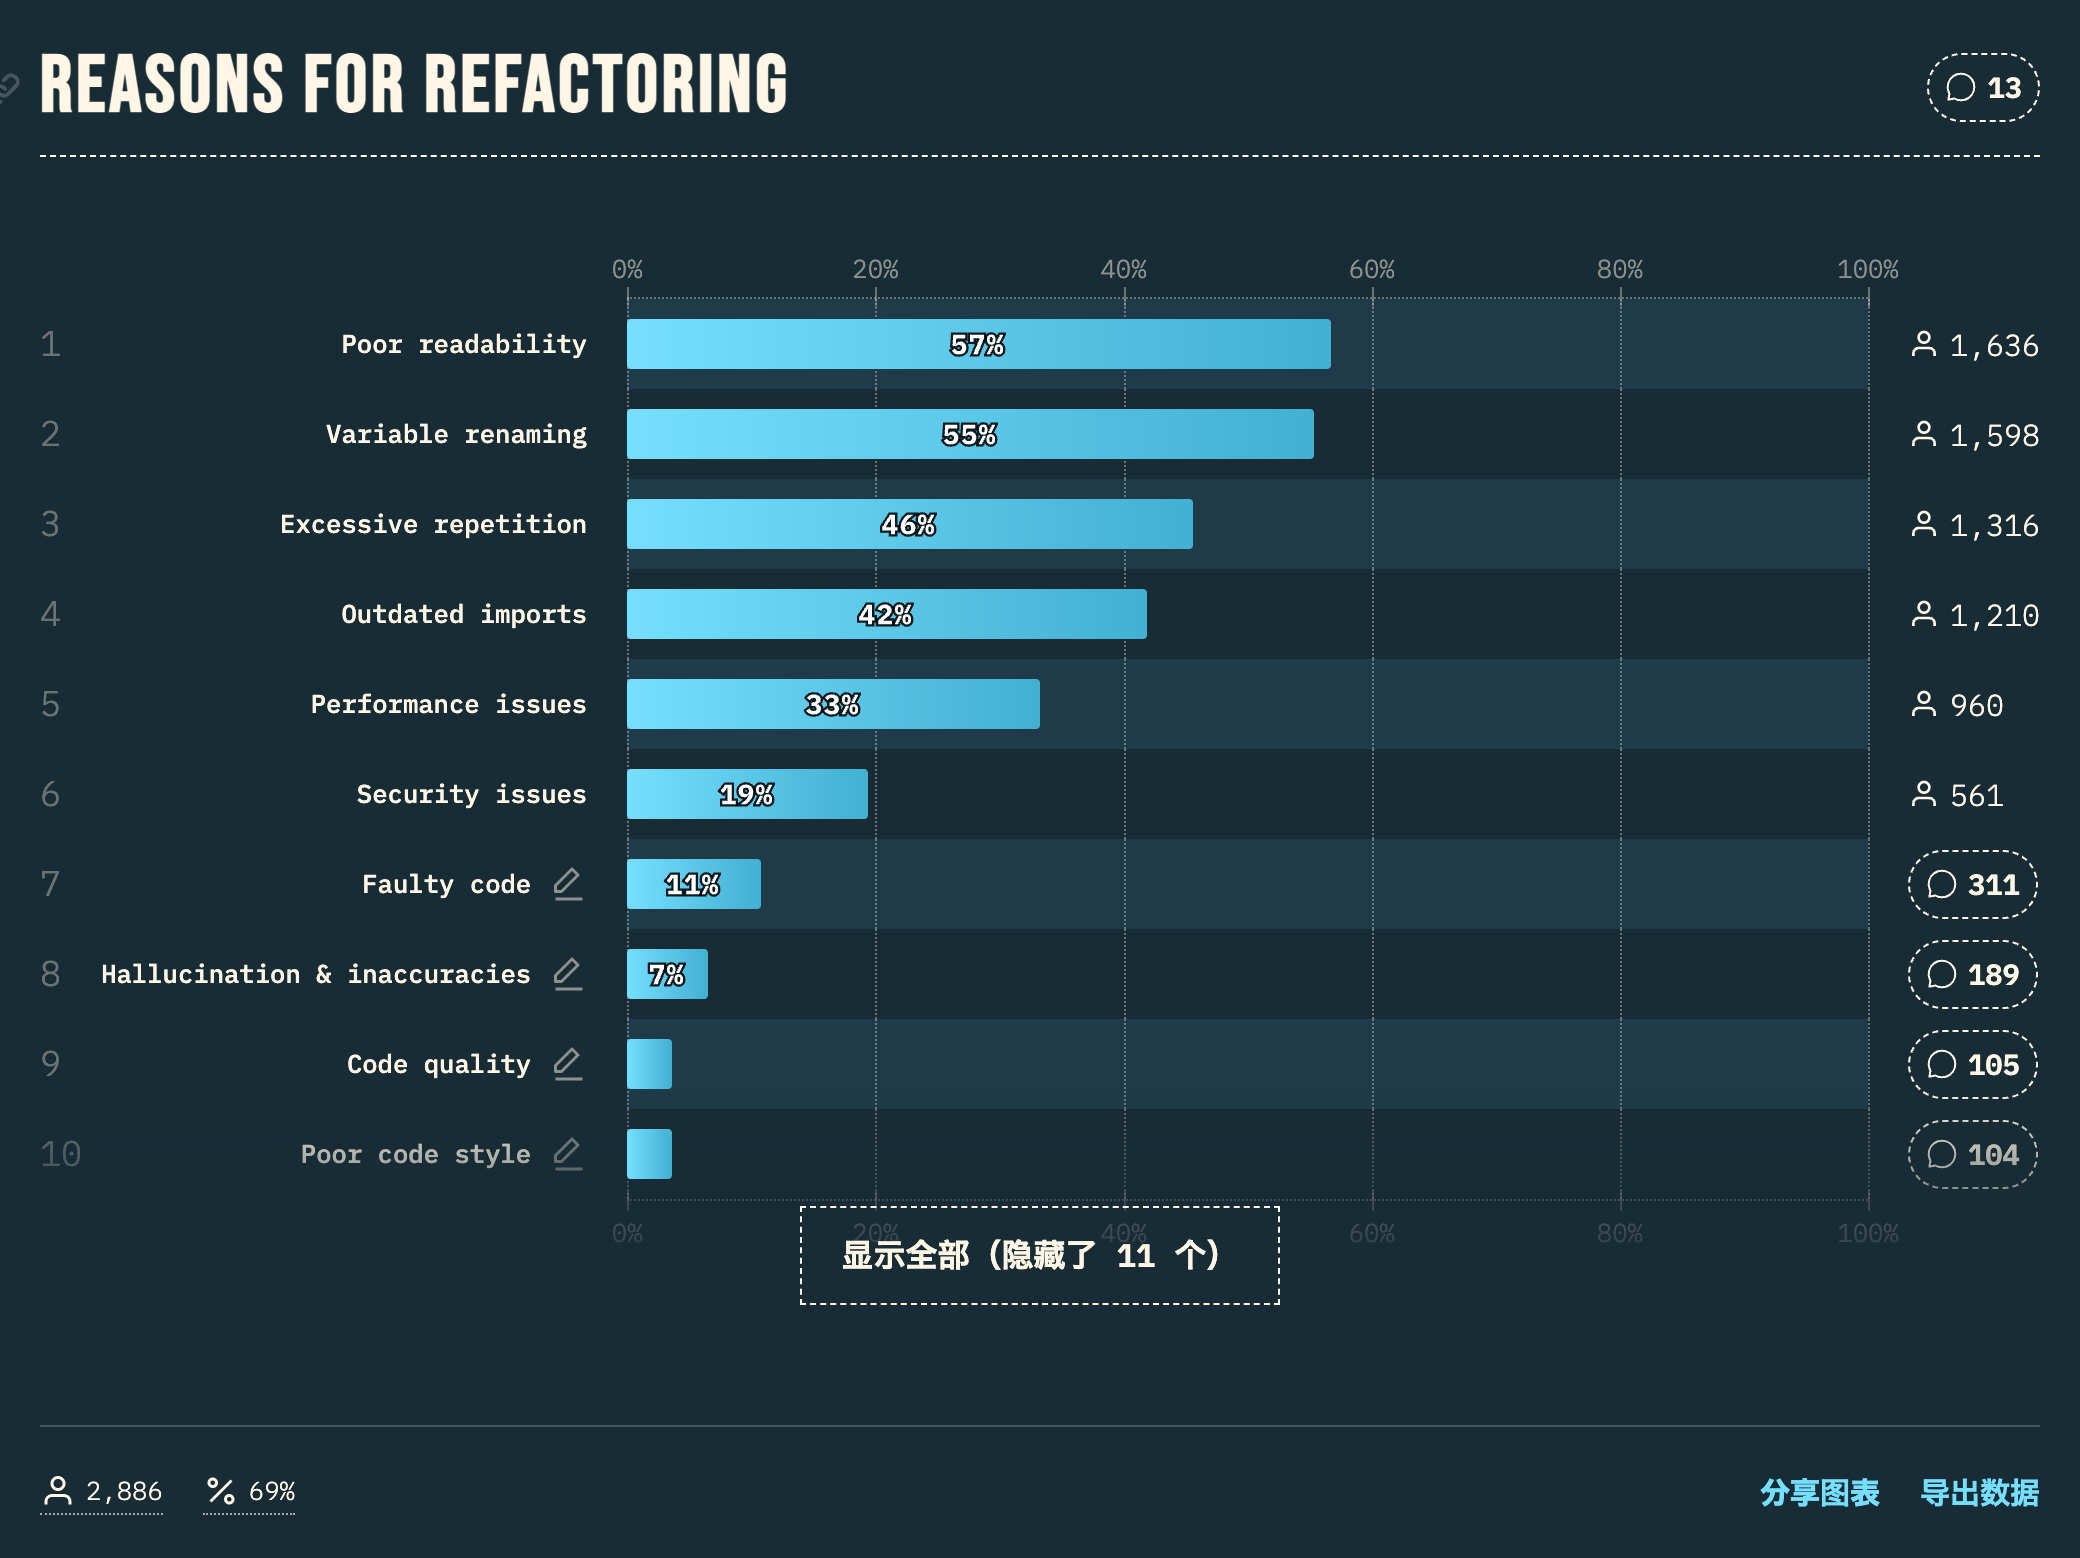 REASONS FOR REFACTORING
13
0% 20% 40% 60% 80% 100%
1 Poor readability 57% 1,636
2 Variable renaming 55% 1,598
3 Excessive repetition 46% 1,316
4 Outdated imports 42% 1,210
5 Performance issues 33% 960
6 Security issues 19% 561
7 Faulty code 11% 311
8 Hallucination & inaccuracies 7% 189
9 Code quality 105
10 Poor code style 104
0% 20% 40% 60% 80% 100%
显示全部（隐藏了 11 个）
2,886 69% 分享图表 导出数据